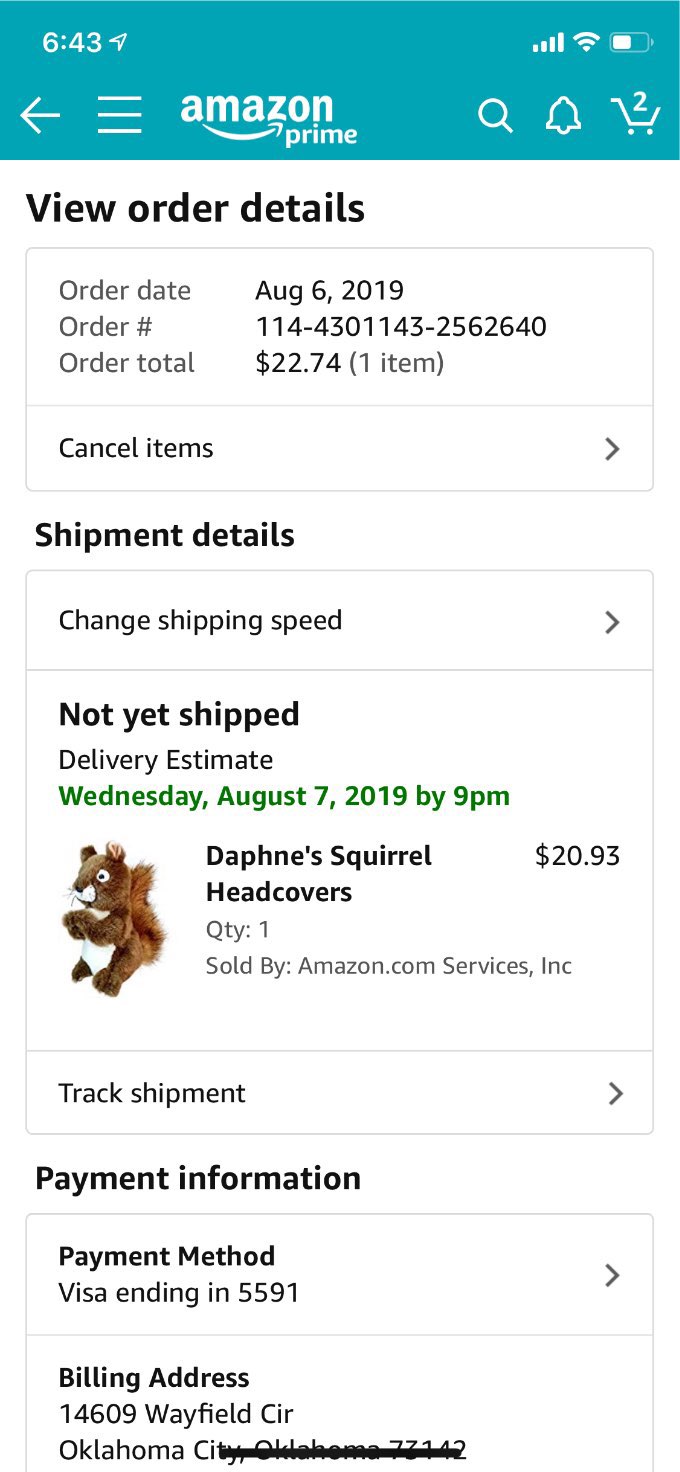 6:43
amazon
prime
2
View order details
Order date Aug 6, 2019
Order # 114-4301143-2562640
Order total $22.74 (1 item)
Cancel items
Shipment details
Change shipping speed
Not yet shipped
Delivery Estimate
Wednesday, August 7, 2019 by 9pm
Daphne's Squirrel $20.93
Headcovers
Qty: 1
Sold By: Amazon.com Services, Inc
Track shipment
Payment information
Payment Method
Visa ending in 5591
Billing Address
14609 Wayfield Cir
Oklahoma City, Oklahoma 73142